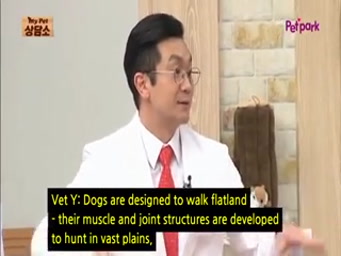 My Pet
상담소
Petpark
Vet Y: Dogs are designed to walk flatland
- their muscle and joint structures are developed
to hunt in vast plains,